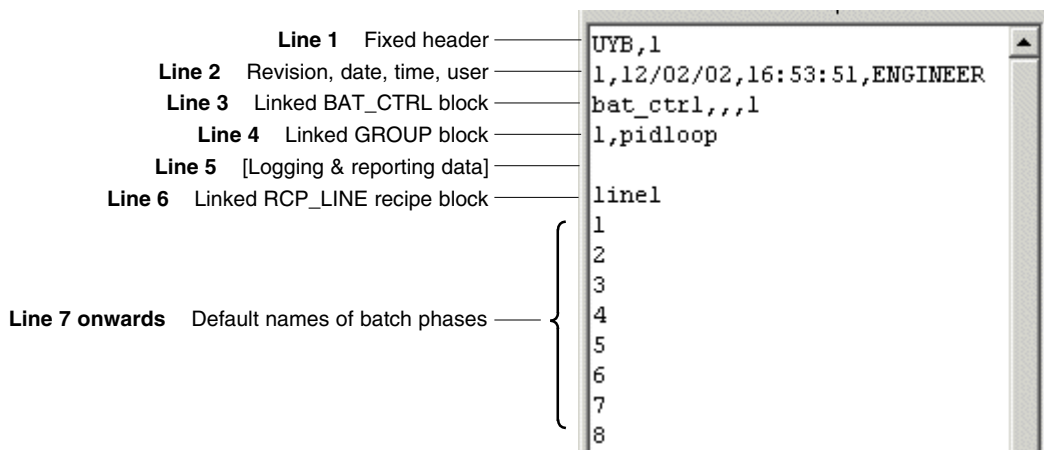 Line 1 Fixed header
Line 2 Revision, date, time, user
Line 3 Linked BAT_CTRL block
Line 4 Linked GROUP block
Line 5 [Logging & reporting data]
Line 6 Linked RCP_LINE recipe block
Line 7 onwards Default names of batch phases
UYB,1
1,12/02/02,16:53:51,ENGINEER
bat_ctrl,,,1
1,pidloop
line1
1
2
3
4
5
6
7
8